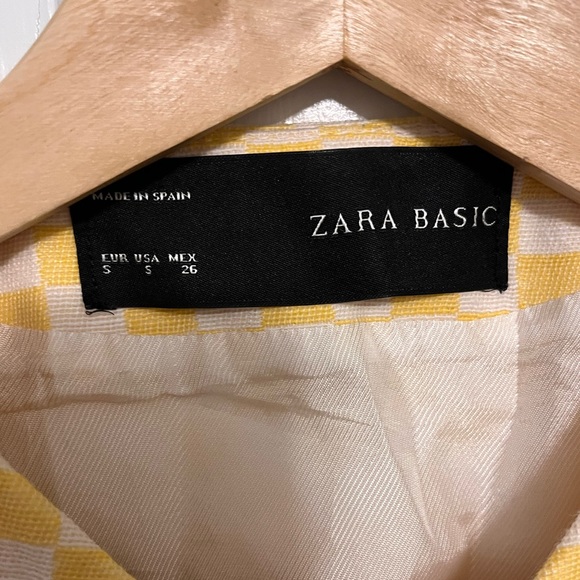 MADE IN SPAIN
ZARA BASIC
EUR USA MEX
S S 26